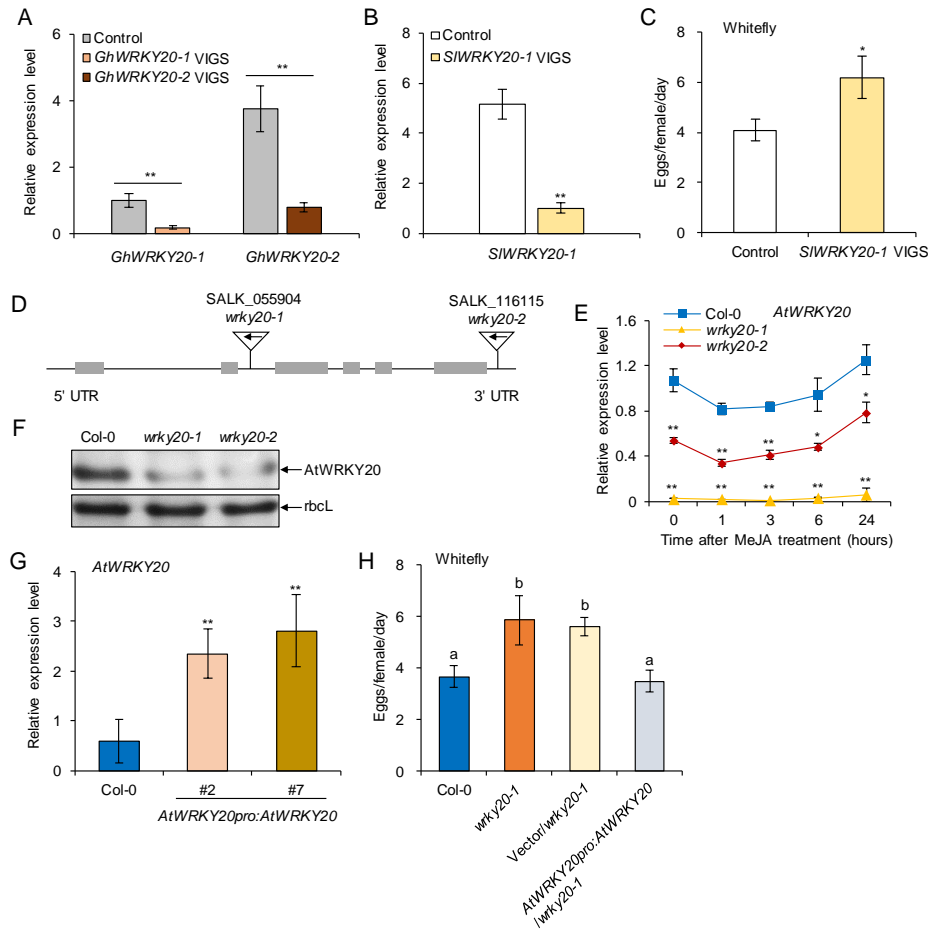 A
Control
GhWRKY20-1 VIGS
GhWRKY20-2 VIGS
Relative expression level
6
4
2
0
**
**
GhWRKY20-1
GhWRKY20-2
B
Control
SlWRKY20-1 VIGS
Relative expression level
8
6
4
2
0
**
SlWRKY20-1
C
Whitefly
Eggs/female/day
8
6
4
2
0
*
Control
SlWRKY20-1 VIGS
D
SALK_055904
wrky20-1
SALK_116115
wrky20-2
5' UTR
3' UTR
E
Col-0
wrky20-1
wrky20-2
AtWRKY20
Relative expression level
1.6
1.2
0.8
0.4
0
**
**
**
*
*
**
**
**
**
**
0
1
3
6
24
Time after MeJA treatment (hours)
F
Col-0
wrky20-1
wrky20-2
AtWRKY20
rbcL
G
AtWRKY20
Relative expression level
4
3
2
1
0
**
**
Col-0
#2
#7
AtWRKY20pro:AtWRKY20
H
Whitefly
Eggs/female/day
8
6
4
2
0
a
b
b
a
Col-0
wrky20-1
Vector/wrky20-1
AtWRKY20pro:AtWRKY20
/wrky20-1